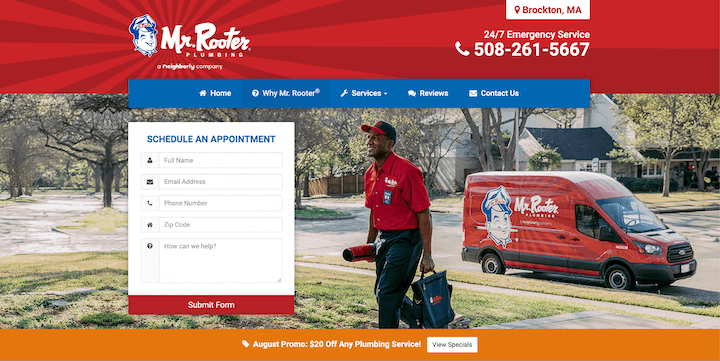 Brockton, MA
Mr. Rooter
PLUMBING
a neighborly company
24/7 Emergency Service
508-261-5667
Home Why Mr. Rooter® Services Reviews Contact Us
SCHEDULE AN APPOINTMENT
Full Name
Email Address
Phone Number
Zip Code
How can we help?
Submit Form
Mr. Rooter
PLUMBING
a neighborly company
August Promo: $20 Off Any Plumbing Service! View Specials